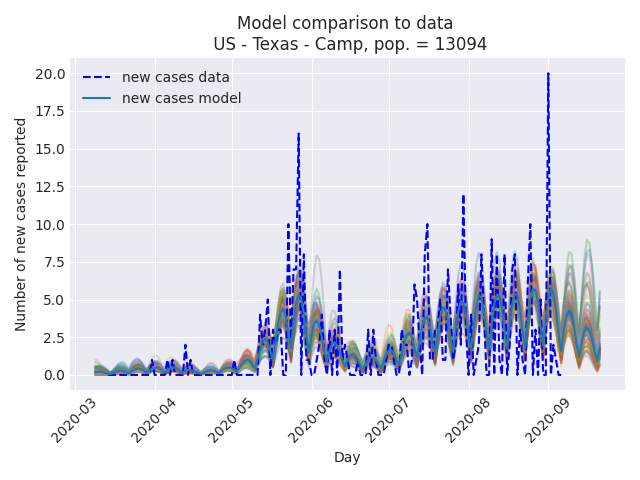 Model comparison to data
US - Texas - Camp, pop. = 13094
20.0
17.5
15.0
12.5
10.0
7.5
5.0
2.5
0.0
Number of new cases reported
new cases data
new cases model
2020-03
2020-04
2020-05
2020-06
2020-07
2020-08
2020-09
Day